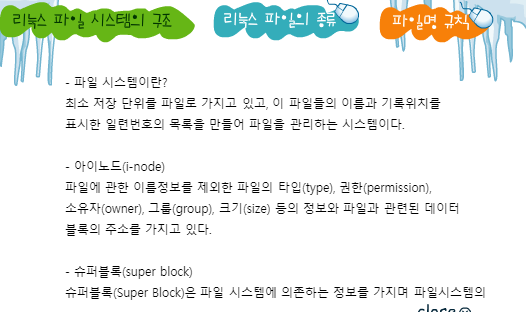 리눅스 파일 시스템의 구조
리눅스 파일의 종류
파일명 규칙
- 파일 시스템이란?
최소 저장 단위를 파일로 가지고 있고, 이 파일들의 이름과 기록위치를
표시한 일련번호의 목록을 만들어 파일을 관리하는 시스템이다.
- 아이노드(i-node)
파일에 관한 이름정보를 제외한 파일의 타입(type), 권한(permission),
소유자(owner), 그룹(group), 크기(size) 등의 정보와 파일과 관련된 데이터
블록의 주소를 가지고 있다.
- 슈퍼블록(super block)
슈퍼블록(Super Block)은 파일 시스템에 의존하는 정보를 가지며 파일시스템의
close